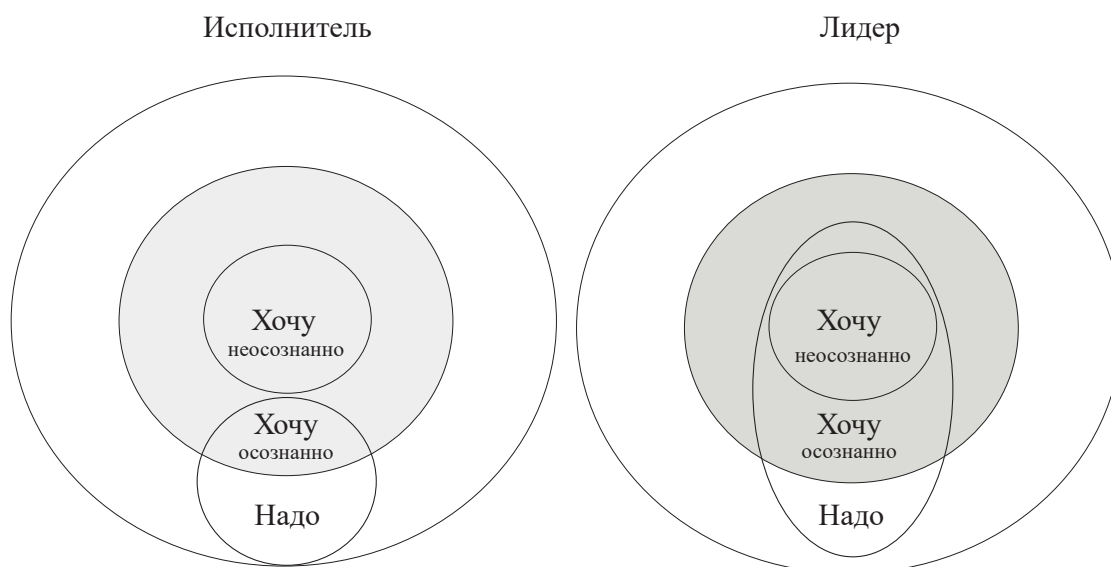 Исполнитель
Хочу
неосознанно
Хочу
осознанно
Надо
Лидер
Хочу
неосознанно
Хочу
осознанно
Надо